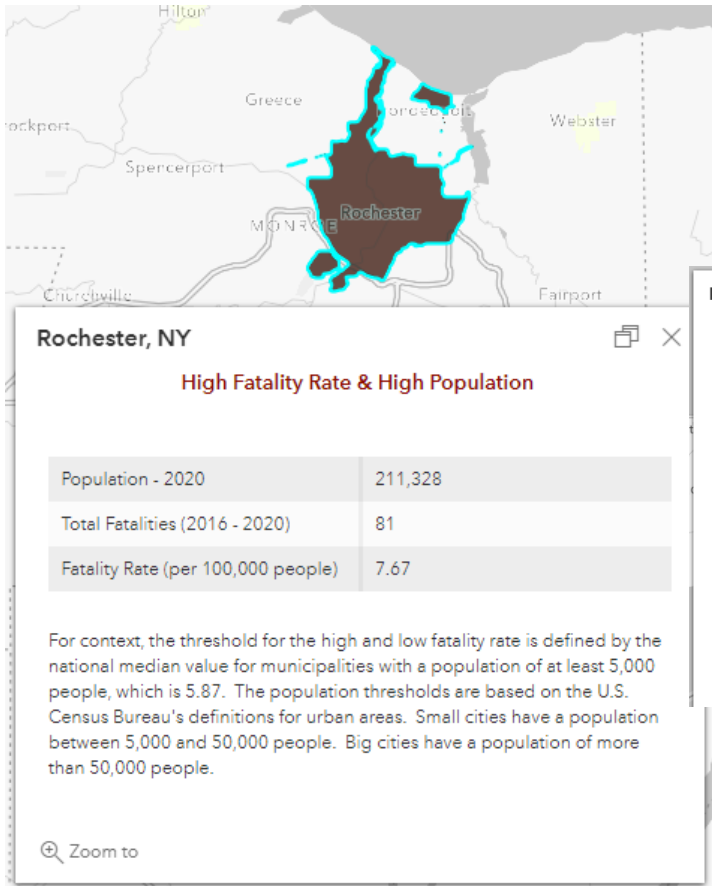 Hilton
Greece
Webster
Spencerport
Rochester
MONROE
Churchville
Fairport
Rochester, NY
High Fatality Rate & High Population
Population - 2020 211,328
Total Fatalities (2016 - 2020) 81
Fatality Rate (per 100,000 people) 7.67
For context, the threshold for the high and low fatality rate is defined by the
national median value for municipalities with a population of at least 5,000
people, which is 5.87. The population thresholds are based on the U.S.
Census Bureau's definitions for urban areas. Small cities have a population
between 5,000 and 50,000 people. Big cities have a population of more
than 50,000 people.
Zoom to